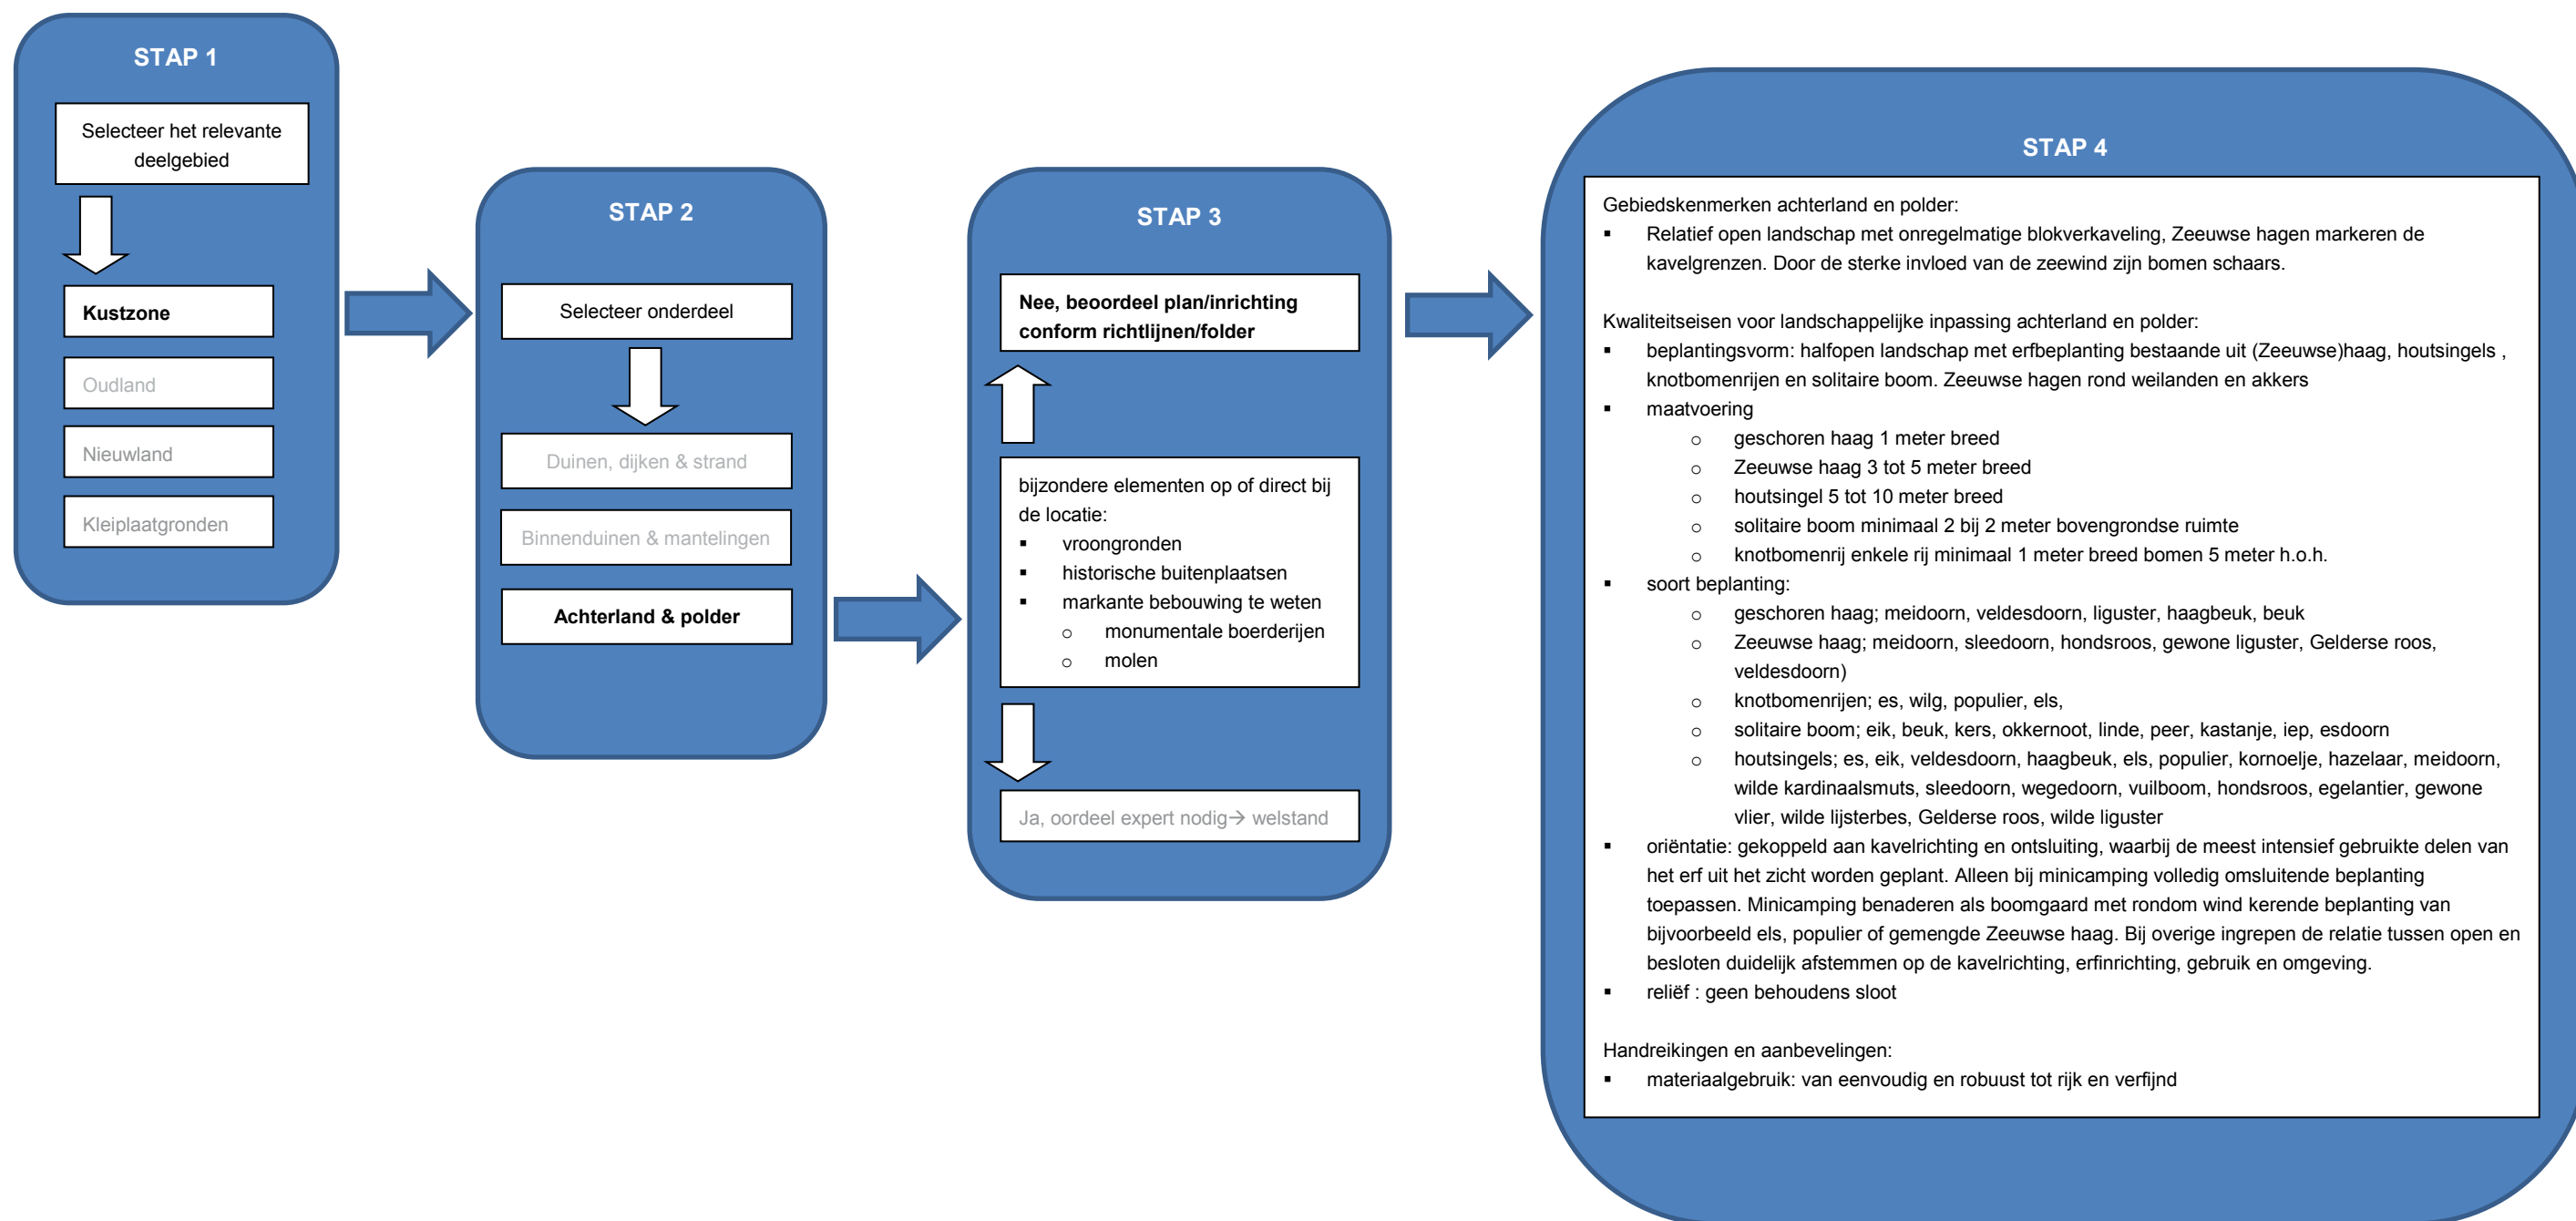 STAP 1
Selecteer het relevante
deelgebied
Kustzone
Oudland
Nieuwland
Kleiplaatgronden
STAP 2
Selecteer onderdeel
Duinen, dijken & strand
Binnenduinen & mantelingen
Achterland & polder
STAP 3
Nee, beoordeel plan/inrichting
conform richtlijnen/folder
bijzondere elementen op of direct bij
de locatie:
▪ vroongronden
▪ historische buitenplaatsen
▪ markante bebouwing te weten
o monumentale boerderijen
o molen
Ja, oordeel expert nodig→ welstand
STAP 4
Gebiedskenmerken achterland en polder:
▪ Relatief open landschap met onregelmatige blokverkaveling, Zeeuwse hagen markeren de
kavelgrenzen. Door de sterke invloed van de zeewind zijn bomen schaars.
Kwaliteitseisen voor landschappelijke inpassing achterland en polder:
▪ beplantingsvorm: halfopen landschap met erfbeplanting bestaande uit (Zeeuwse)haag, houtsingels ,
knotbomenrijen en solitaire boom. Zeeuwse hagen rond weilanden en akkers
▪ maatvoering
o geschoren haag 1 meter breed
o Zeeuwse haag 3 tot 5 meter breed
o houtsingel 5 tot 10 meter breed
o solitaire boom minimaal 2 bij 2 meter bovengrondse ruimte
o knotbomenrij enkele rij minimaal 1 meter breed bomen 5 meter h.o.h.
▪ soort beplanting:
o geschoren haag; meidoorn, veldesdoorn, liguster, haagbeuk, beuk
o Zeeuwse haag; meidoorn, sleedoorn, hondsroos, gewone liguster, Gelderse roos,
veldesdoorn)
o knotbomenrijen; es, wilg, populier, els,
o solitaire boom; eik, beuk, kers, okkernoot, linde, peer, kastanje, iep, esdoorn
o houtsingels; es, eik, veldesdoorn, haagbeuk, els, populier, kornoelje, hazelaar, meidoorn,
wilde kardinaalsmuts, sleedoorn, wegedoorn, vuilboom, hondsroos, egelantier, gewone
vlier, wilde lijsterbes, Gelderse roos, wilde liguster
▪ oriëntatie: gekoppeld aan kavelrichting en ontsluiting, waarbij de meest intensief gebruikte delen van
het erf uit het zicht worden geplant. Alleen bij minicamping volledig omsluitende beplanting
toepassen. Minicamping benaderen als boomgaard met rondom wind kerende beplanting van
bijvoorbeeld els, populier of gemengde Zeeuwse haag. Bij overige ingrepen de relatie tussen open en
besloten duidelijk afstemmen op de kavelrichting, erfinrichting, gebruik en omgeving.
▪ reliëf : geen behoudens sloot
Handreikingen en aanbevelingen:
▪ materiaalgebruik: van eenvoudig en robuust tot rijk en verfijnd